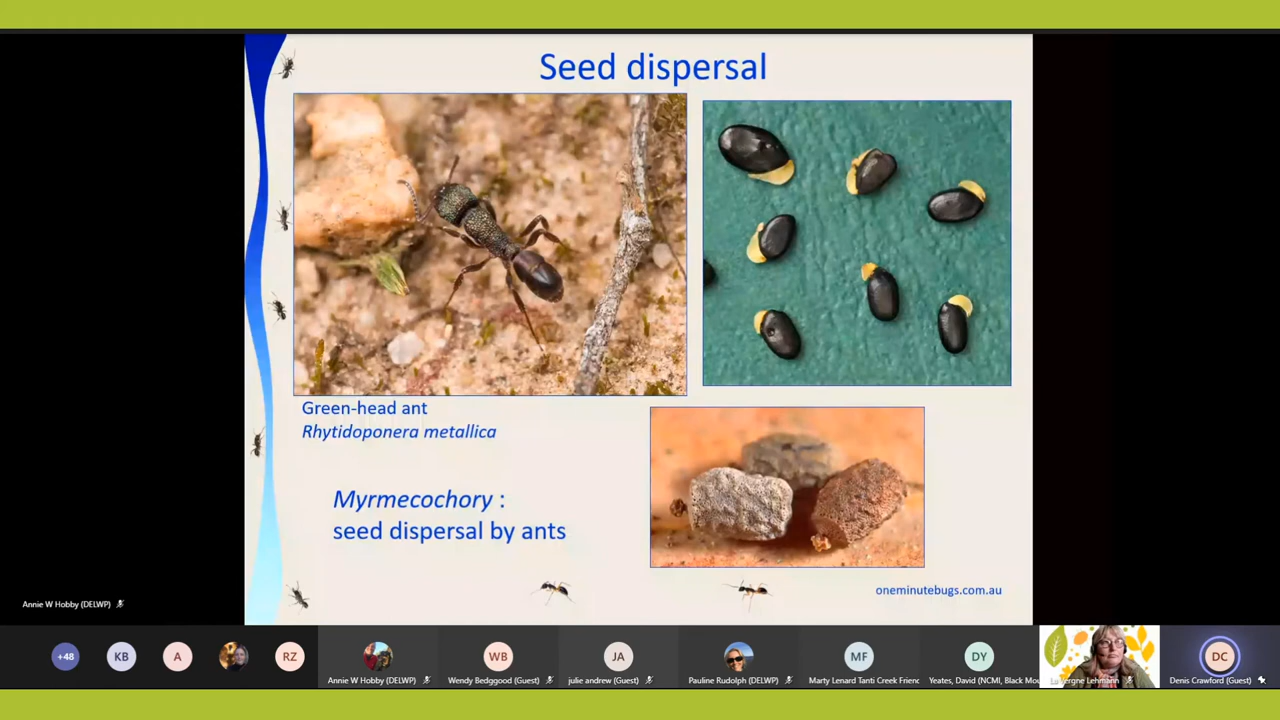 Seed dispersal
Green-head ant
Rhytidoponera metallica
Myrmecochory :
seed dispersal by ants
oneminutebugs.com.au
Annie W Hobby (DELWP)
+48
KB
A
RZ
Annie W Hobby (DELWP)
WB
Wendy Bedggood (Guest)
JA
julie andrew (Guest)
Pauline Rudolph (DELWP)
MF
Marty Lenard Tanti Creek Frienc
DY
Yeates, David (NCMI, Black Mou
La Vergne Lehmann
DC
Denis Crawford (Guest)